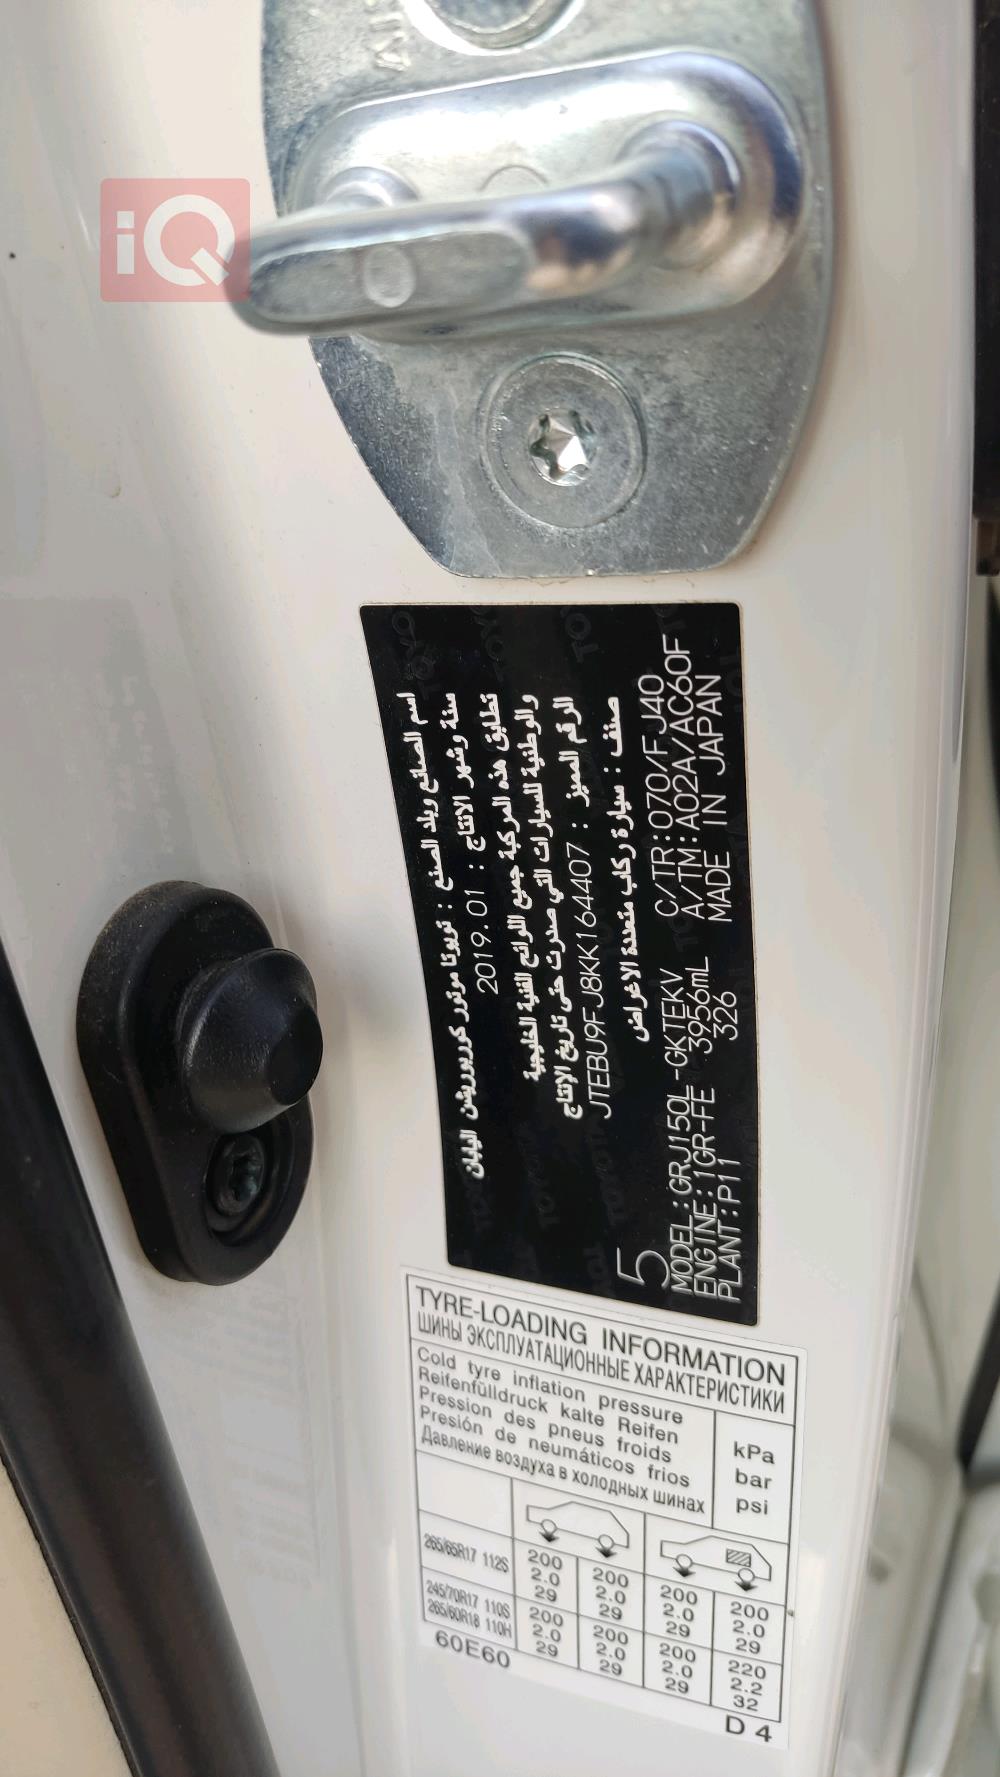 iQ
اسم الصانع وبلد الصنع : تويوتا موتور كوربوريشن اليابان
سنة وشهر الانتاج : 2019.01
تطابق هذه المركبة جميع اللوائح الفنية الخليجية
والوطنية للسيارات التي صدرت حتى تاريخ الإنتاج
الرقم المميز : JTEBU9FJ8KK164407
صنف : سيارة ركاب متعددة الاغراض
5
MODEL:GRJ150L-GKTEKV C/TR:070/FJ40
ENGINE:1GR-FE 3956mL A/TM:A02A/AC60F
PLANT:P11 326 MADE IN JAPAN
TYRE-LOADING INFORMATION
ШИНЫ ЭКСПЛУАТАЦИОННЫЕ ХАРАКТЕРИСТИКИ
Cold tyre inflation pressure
Reifenfülldruck kalte Reifen
Pression des pneus froids
Presión de neumáticos frios
Давление воздуха в холодных шинах
kPa
bar
psi
265/65R17 112S
200 200 200 200
2.0 2.0 2.0 2.0
29 29 29 29
245/70R17 110S
265/60R18 110H
200 200 200 220
2.0 2.0 2.0 2.2
29 29 29 32
60E60
D 4